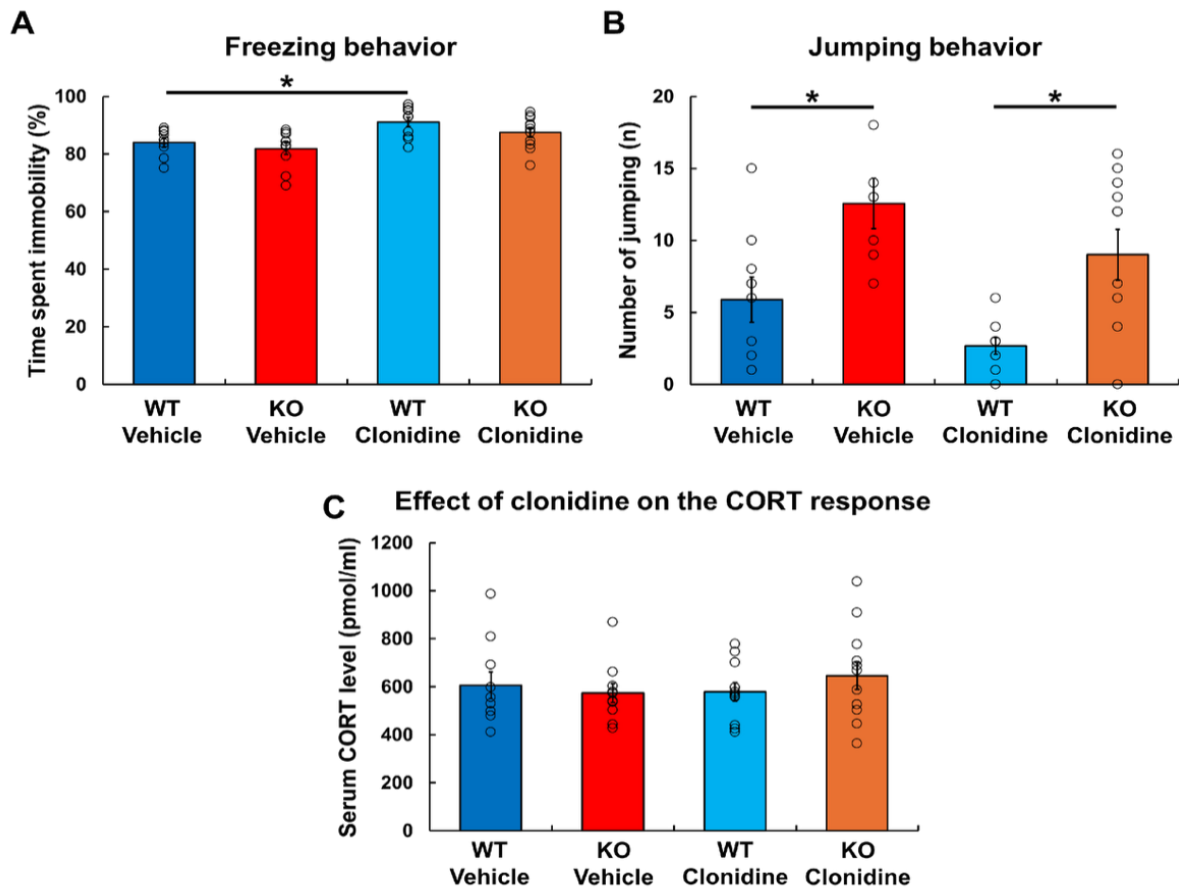 A
Freezing behavior
*
Time spent immobility (%)
100
80
60
40
20
0
WT
Vehicle
KO
Vehicle
WT
Clonidine
KO
Clonidine
B
Jumping behavior
*
*
Number of jumping (n)
20
15
10
5
0
WT
Vehicle
KO
Vehicle
WT
Clonidine
KO
Clonidine
C
Effect of clonidine on the CORT response
Serum CORT level (pmol/ml)
1200
1000
800
600
400
200
0
WT
Vehicle
KO
Vehicle
WT
Clonidine
KO
Clonidine